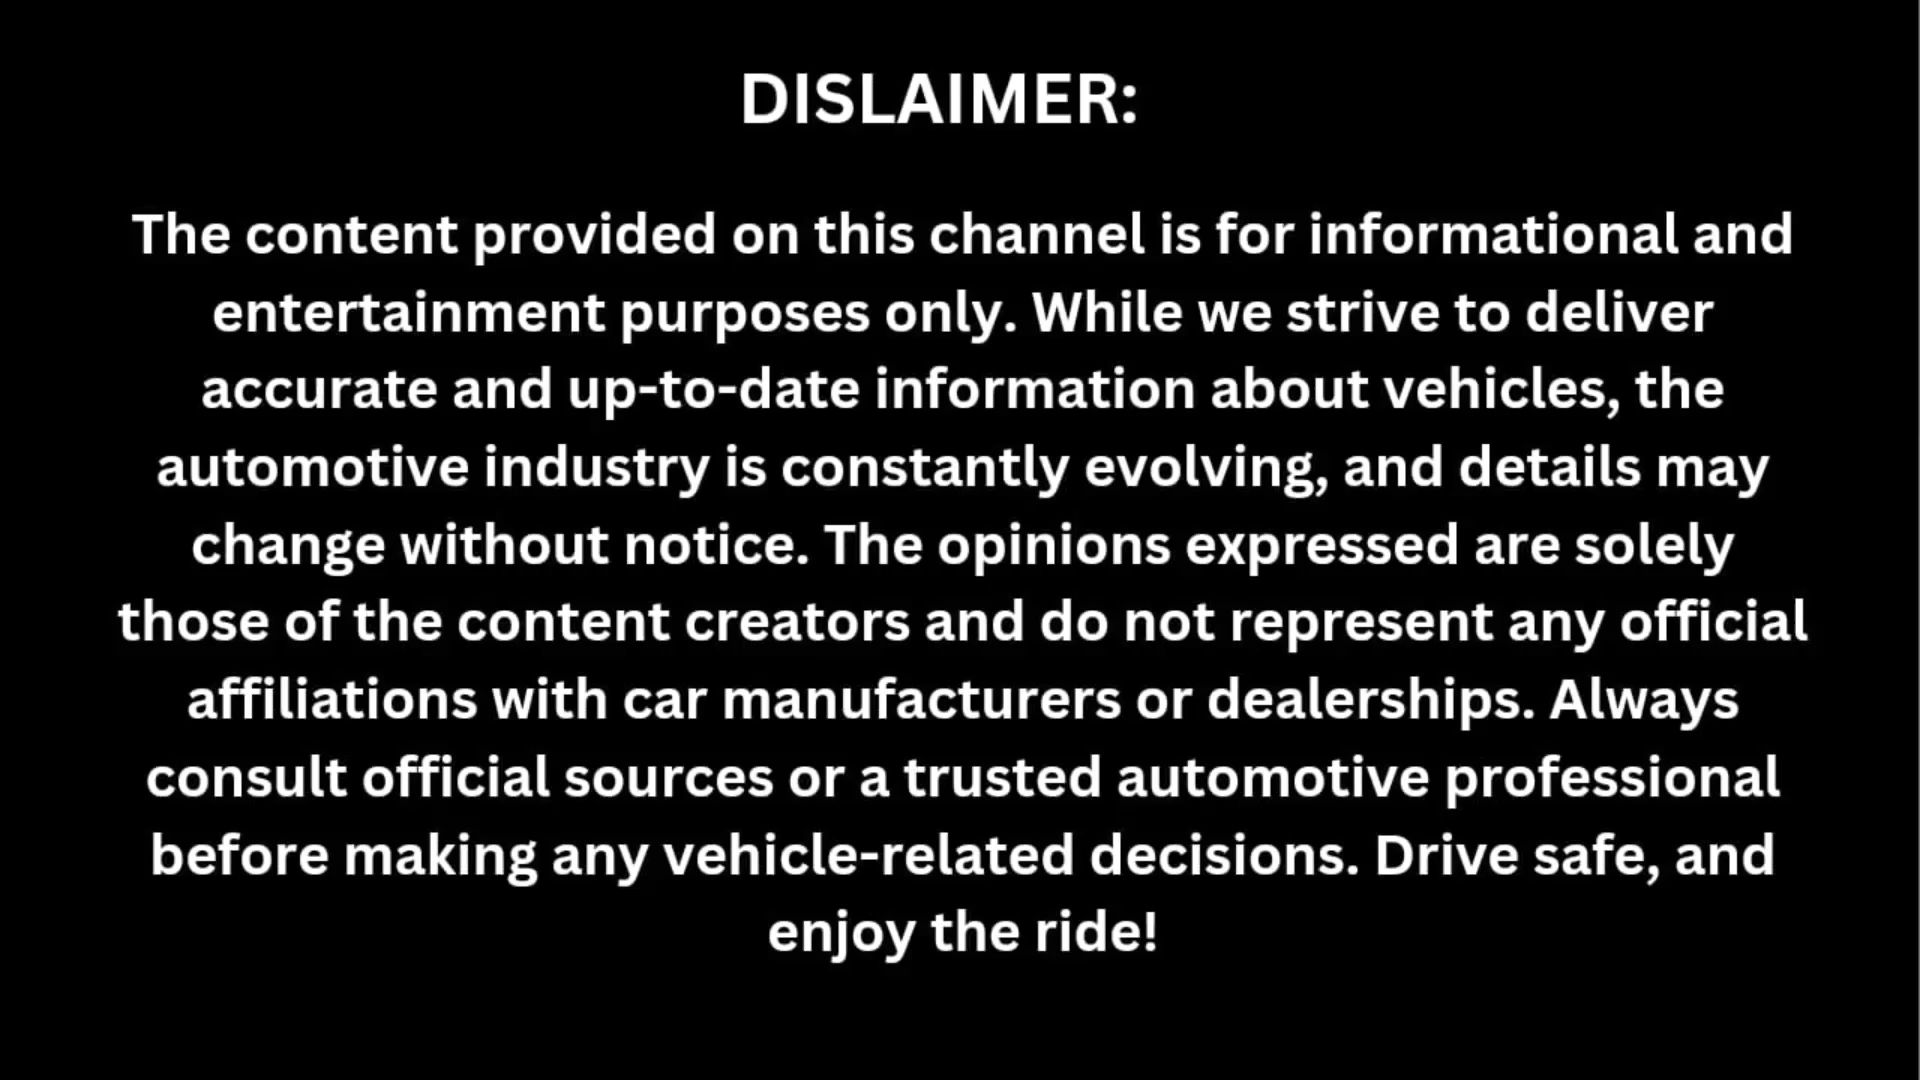 DISLAIMER:
The content provided on this channel is for informational and
entertainment purposes only. While we strive to deliver
accurate and up-to-date information about vehicles, the
automotive industry is constantly evolving, and details may
change without notice. The opinions expressed are solely
those of the content creators and do not represent any official
affiliations with car manufacturers or dealerships. Always
consult official sources or a trusted automotive professional
before making any vehicle-related decisions. Drive safe, and
enjoy the ride!